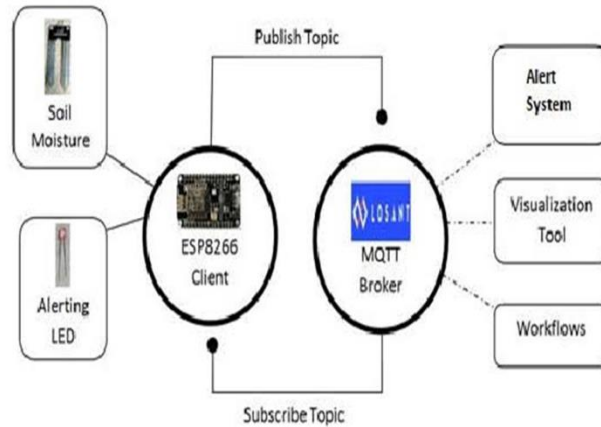 Publish Topic
Soil
Moisture
Alerting
LED
ESP8266
Client
LOSANT
MQTT
Broker
Alert
System
Visualization
Tool
Workflows
Subscribe Topic